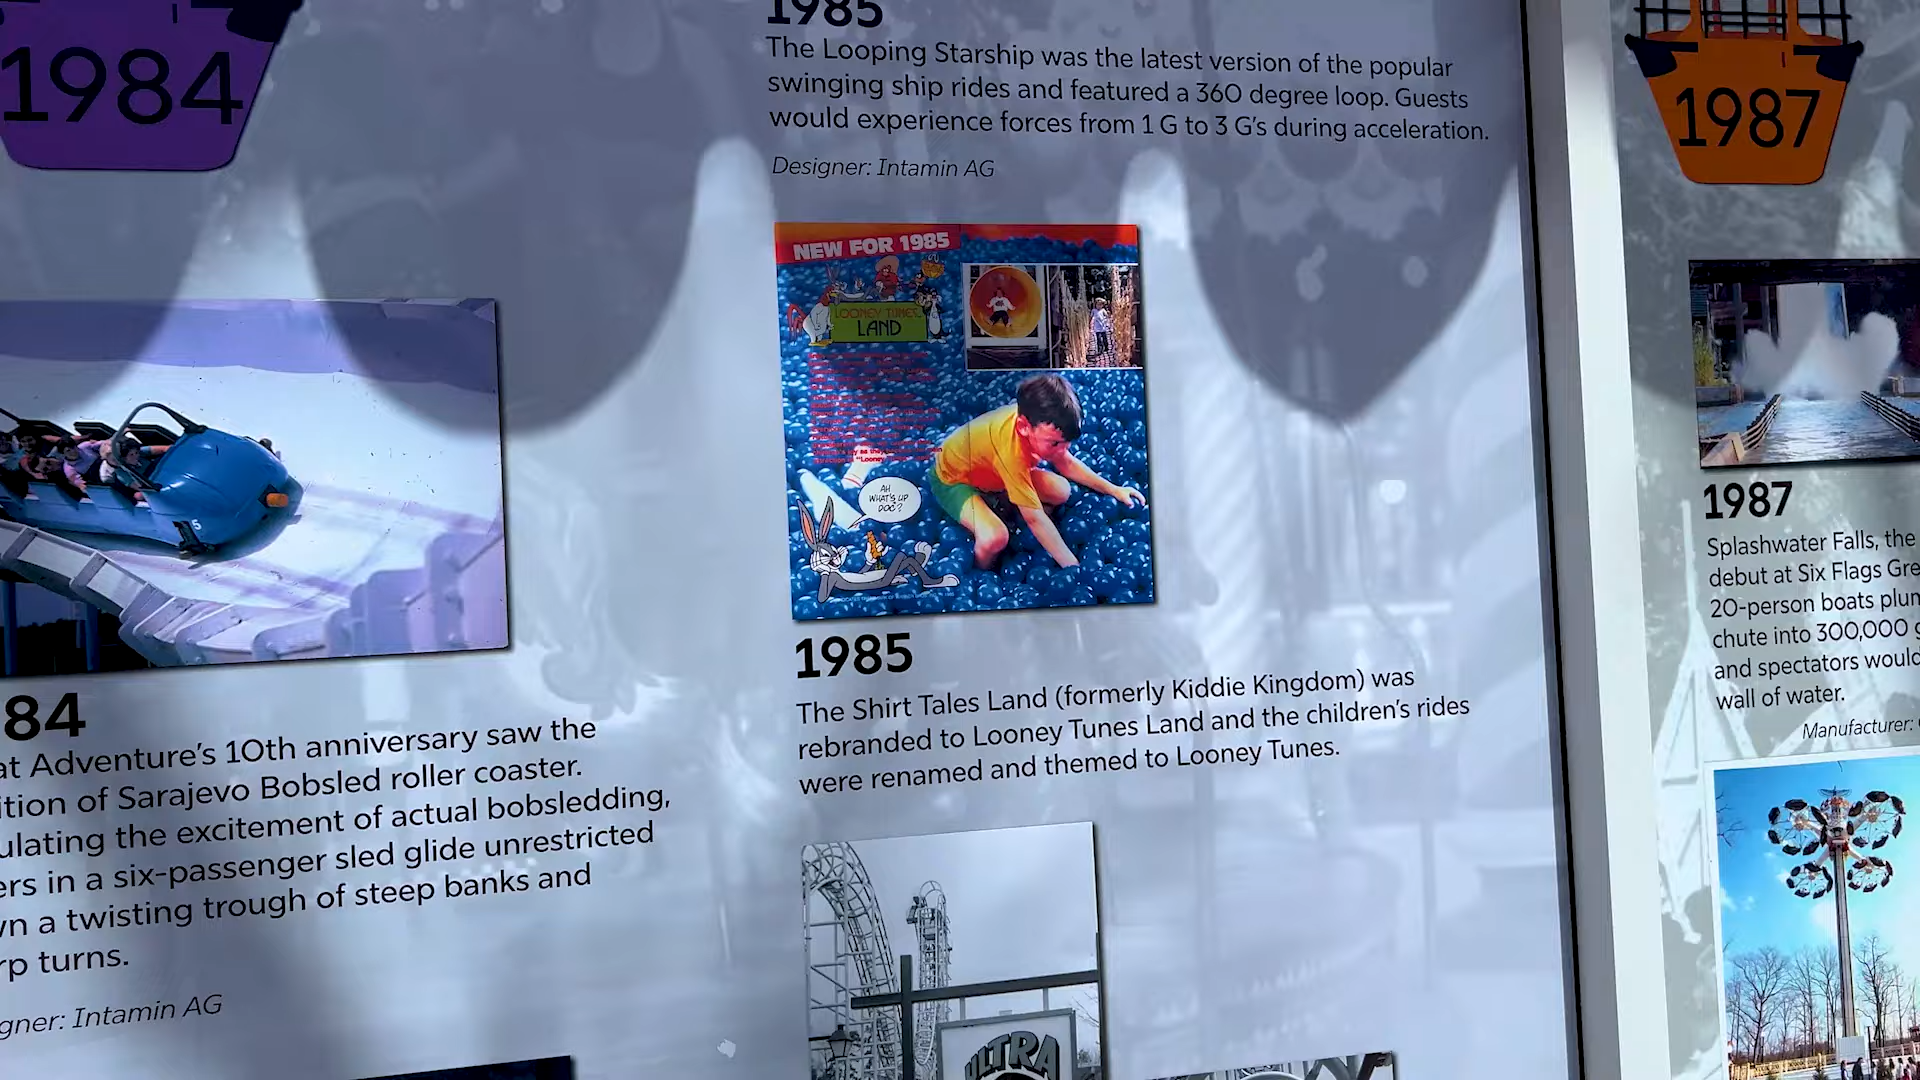 1984
5
84
at Adventure's 10th anniversary saw the
ition of Sarajevo Bobsled roller coaster.
ulating the excitement of actual bobsledding,
ers in a six-passenger sled glide unrestricted
wn a twisting trough of steep banks and
rp turns.
gner: Intamin AG
1985
The Looping Starship was the latest version of the popular
swinging ship rides and featured a 360 degree loop. Guests
would experience forces from 1 G to 3 G's during acceleration.
Designer: Intamin AG
NEW FOR 1985
LOONEY TUNES
LAND
AH
WHAT'S UP
DOC?
1985
The Shirt Tales Land (formerly Kiddie Kingdom) was
rebranded to Looney Tunes Land and the children's rides
were renamed and themed to Looney Tunes.
ULTRA
1987
1987
Splashwater Falls, the
debut at Six Flags Gre
20-person boats plun
chute into 300,000 g
and spectators would
wall of water.
Manufacturer: